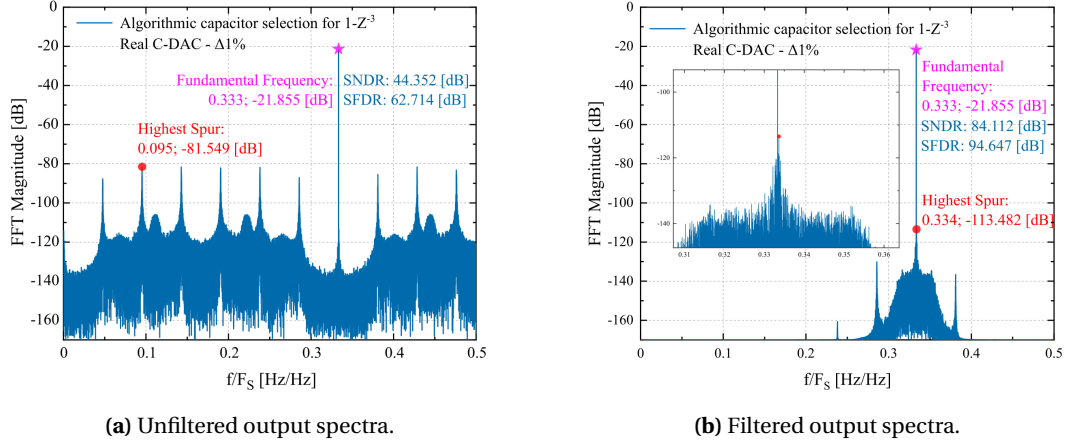 Algorithmic capacitor selection for 1-Z-3
Real C-DAC - Δ1%
Fundamental Frequency:
0.333; -21.855 [dB]
SNDR: 44.352 [dB]
SFDR: 62.714 [dB]
Highest Spur:
0.095; -81.549 [dB]
0
-20
-40
-60
-80
-100
-120
-140
-160
FFT Magnitude [dB]
0
0.1
0.2
0.3
0.4
0.5
f/FS [Hz/Hz]
(a) Unfiltered output spectra.
Algorithmic capacitor selection for 1-Z-3
Real C-DAC - Δ1%
Fundamental
Frequency:
0.333; -21.855 [dB]
SNDR: 84.112 [dB]
SFDR: 94.647 [dB]
Highest Spur:
0.334; -113.482 [dB]
-100
-120
-140
0.31
0.32
0.33
0.34
0.35
0.36
0
-20
-40
-60
-80
-100
-120
-140
-160
FFT Magnitude [dB]
0
0.1
0.2
0.3
0.4
0.5
f/FS [Hz/Hz]
(b) Filtered output spectra.